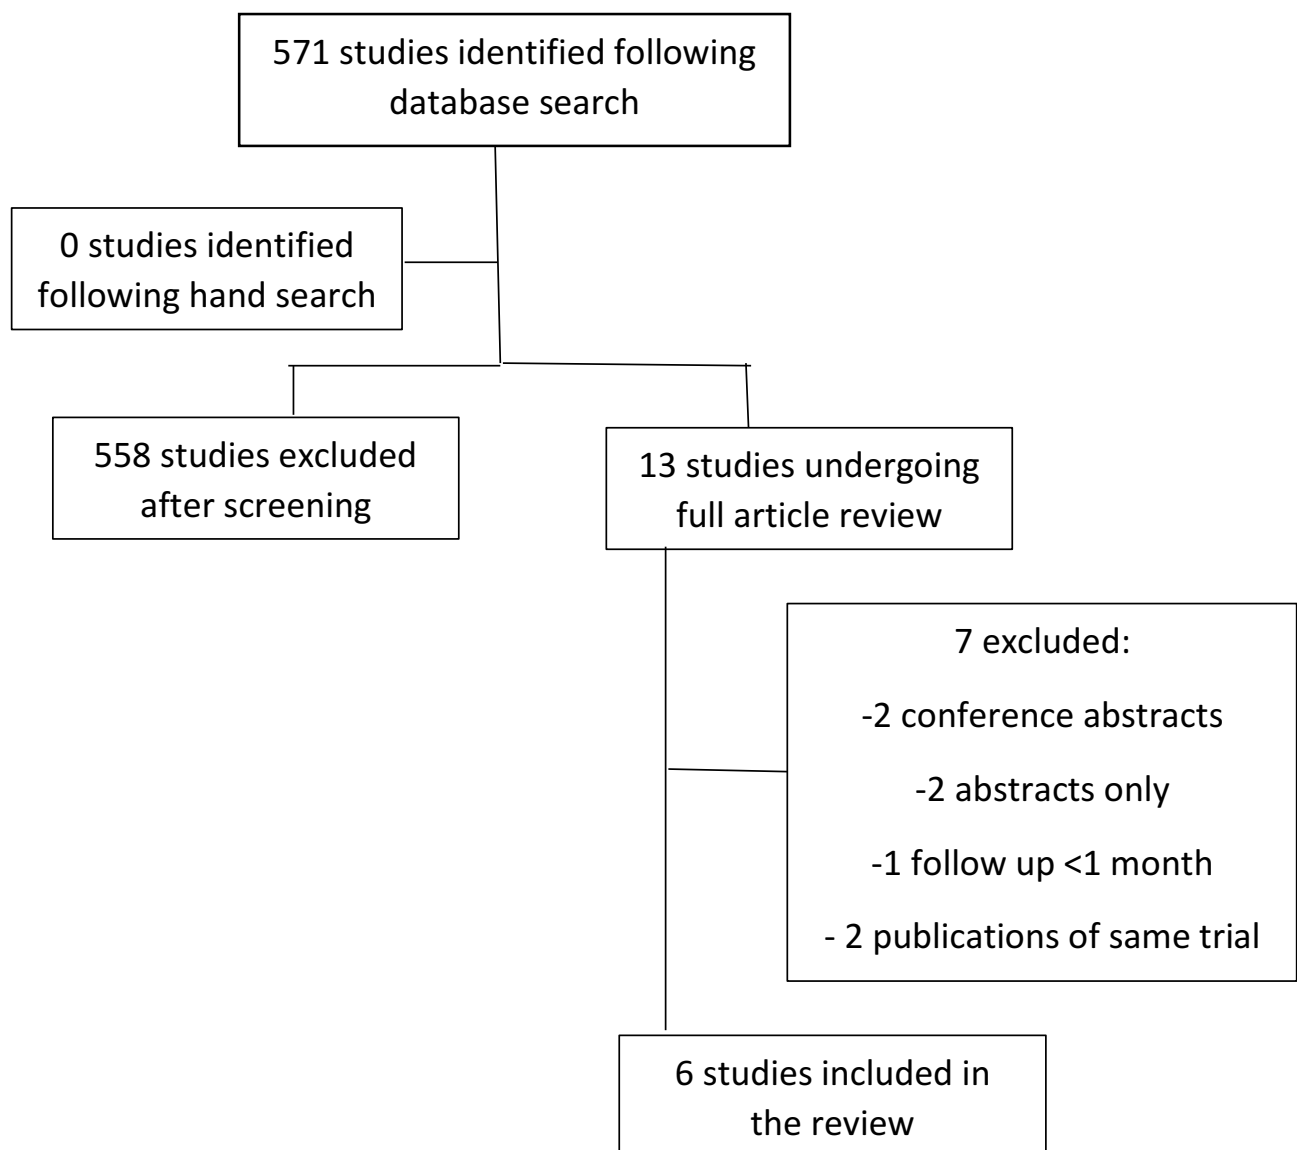 571 studies identified following
database search
0 studies identified
following hand search
558 studies excluded
after screening
13 studies undergoing
full article review
7 excluded:
-2 conference abstracts
-2 abstracts only
-1 follow up <1 month
- 2 publications of same trial
6 studies included in
the review